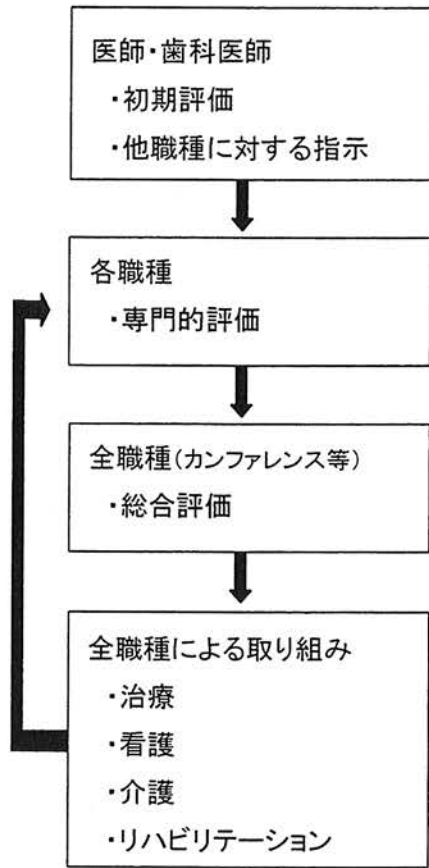 医師・歯科医師
・初期評価
・他職種に対する指示
各職種
・専門的評価
全職種(カンファレンス等)
・総合評価
全職種による取り組み
・治療
・看護
・介護
・リハビリテーション